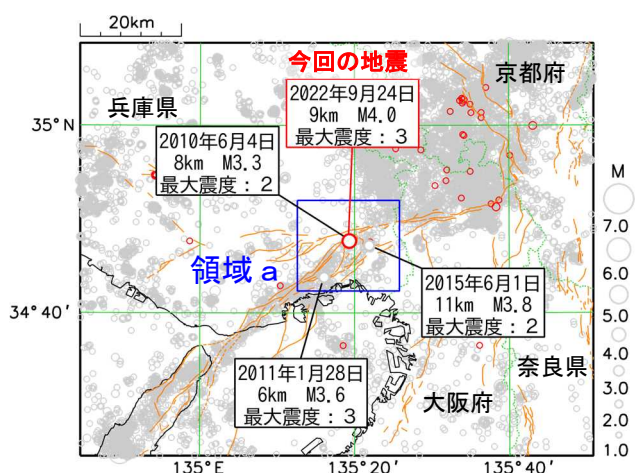 20km
今回の地震
京都府
兵庫県
2022年9月24日
9km M4.0
最大震度：3
35°N
2010年6月4日
8km M3.3
最大震度：2
M
7.0
6.0
5.0
4.0
3.0
2.0
1.0
領域a
2015年6月1日
11km M3.8
最大震度：2
34°40′
2011年1月28日
6km M3.6
最大震度：3
奈良県
大阪府
135°E
135°20′
135°40′